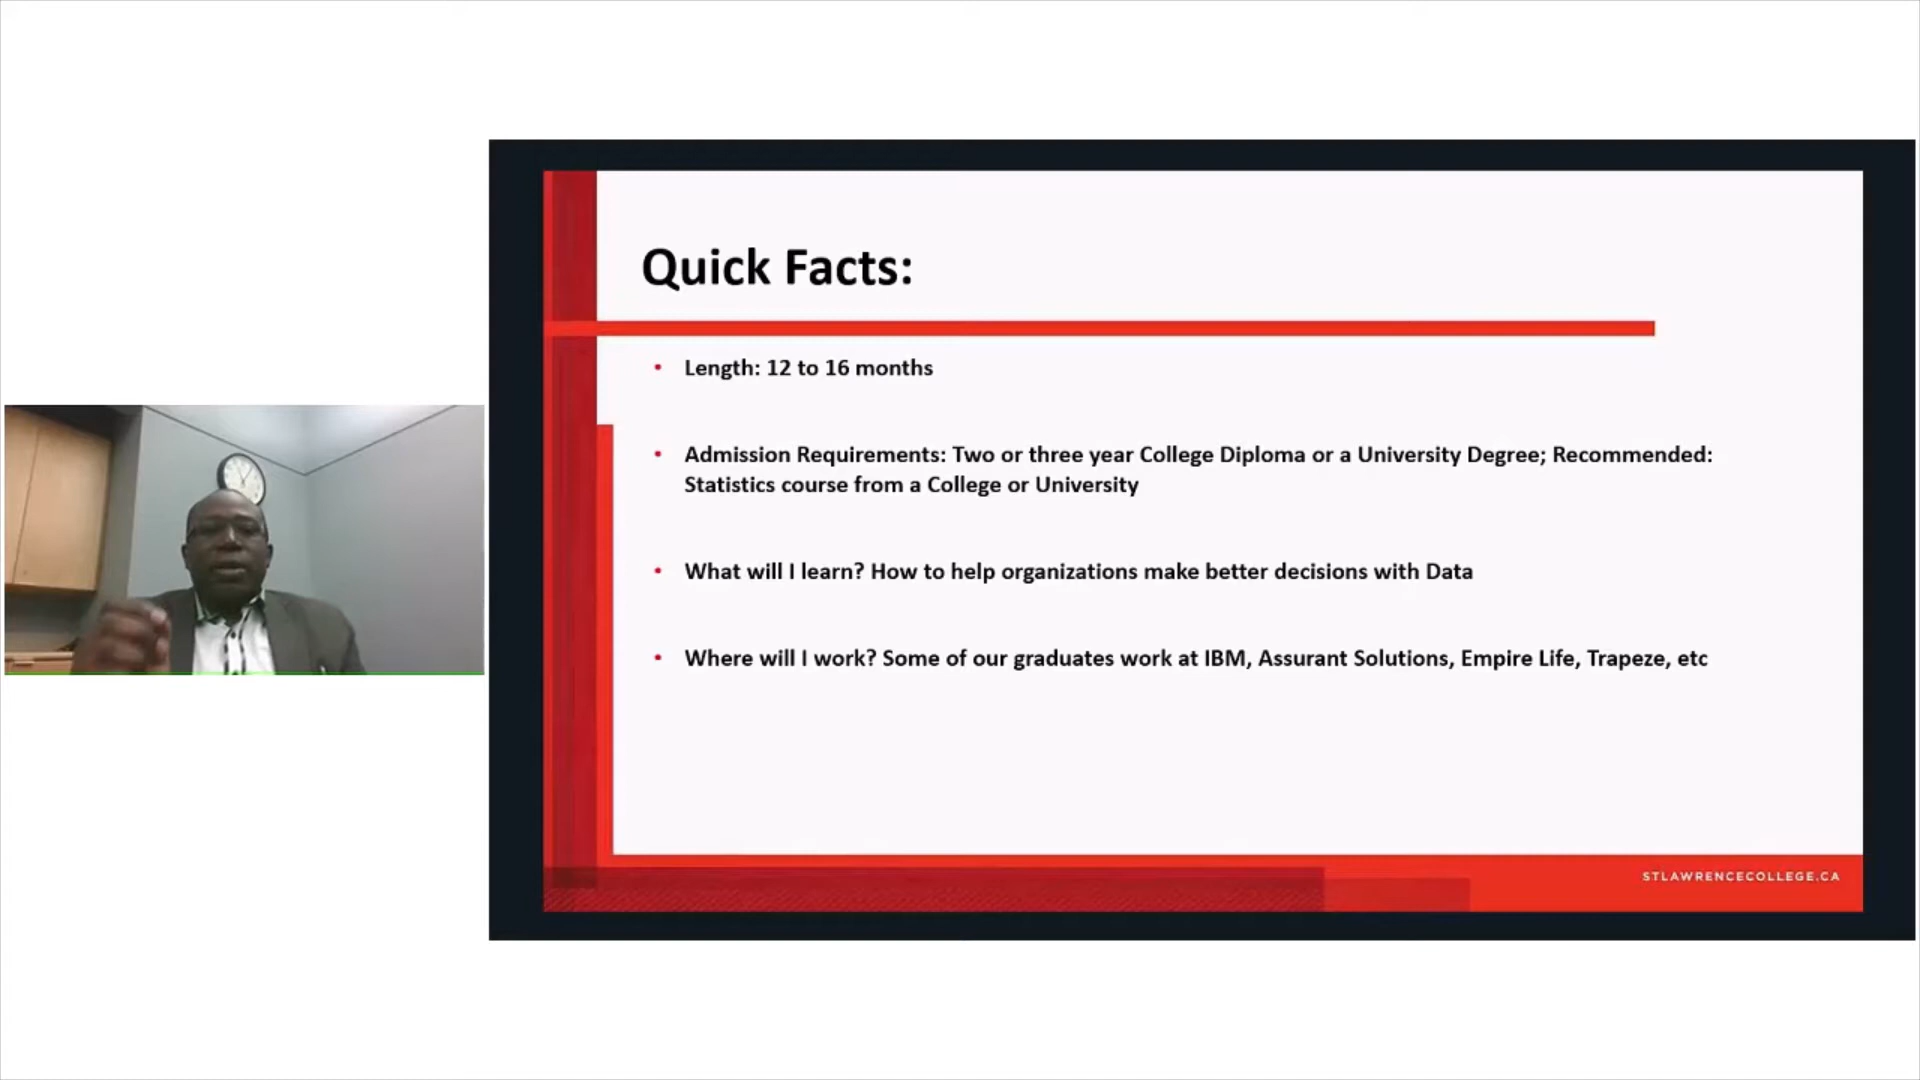 Quick Facts:
• Length: 12 to 16 months
• Admission Requirements: Two or three year College Diploma or a University Degree; Recommended:
Statistics course from a College or University
• What will I learn? How to help organizations make better decisions with Data
• Where will I work? Some of our graduates work at IBM, Assurant Solutions, Empire Life, Trapeze, etc
STLAWRENCECOLLEGE.CA